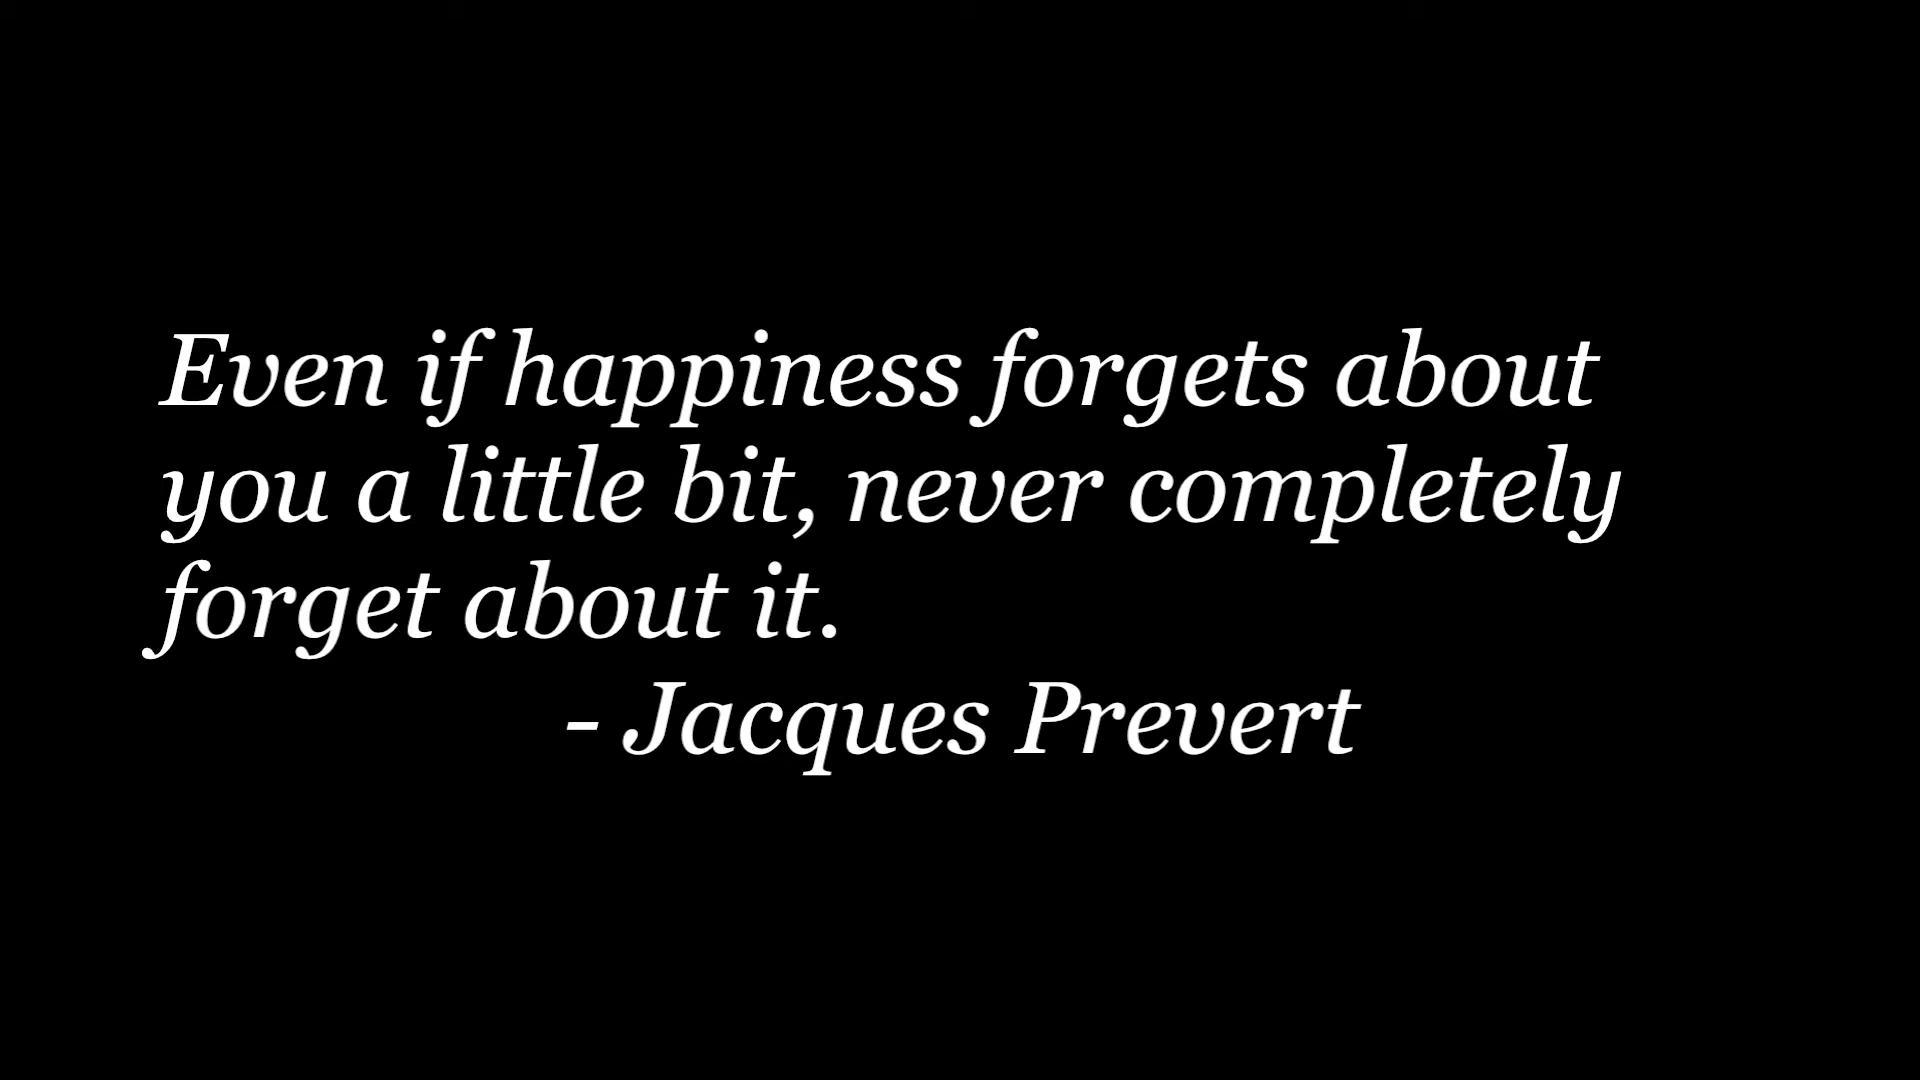 Even if happiness forgets about
you a little bit, never completely
forget about it.
- Jacques Prevert